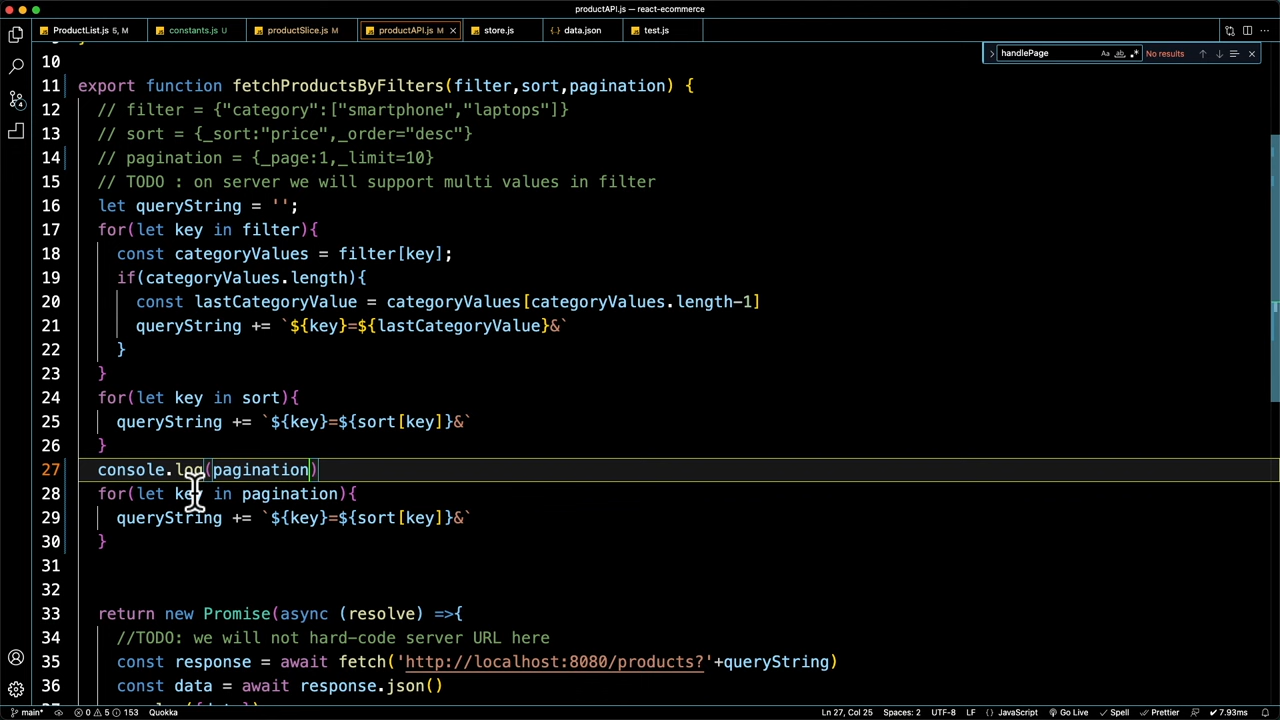 productAPI.js — react-ecommerce
ProductList.js 5, M
constants.js U
productSlice.js M
productAPI.js M
store.js
data.json
test.js
handlePage
No results
10
11 export function fetchProductsByFilters(filter,sort,pagination) {
12 // filter = {"category":["smartphone","laptops"]}
13 // sort = {_sort:"price",_order="desc"}
14 // pagination = {_page:1,_limit=10}
15 // TODO : on server we will support multi values in filter
16 let queryString = '';
17 for(let key in filter){
18 const categoryValues = filter[key];
19 if(categoryValues.length){
20 const lastCategoryValue = categoryValues[categoryValues.length-1]
21 queryString += `${key}=${lastCategoryValue}&`
22 }
23 }
24 for(let key in sort){
25 queryString += `${key}=${sort[key]}&`
26 }
27 console.log(pagination)
28 for(let key in pagination){
29 queryString += `${key}=${sort[key]}&`
30 }
31
32
33 return new Promise(async (resolve) =>{
34 //TODO: we will not hard-code server URL here
35 const response = await fetch('http://localhost:8080/products?'+queryString)
36 const data = await response.json()
main* 0 5 153 Quokka Ln 27, Col 25 Spaces: 2 UTF-8 LF {} JavaScript Go Live Spell Prettier 7.93ms